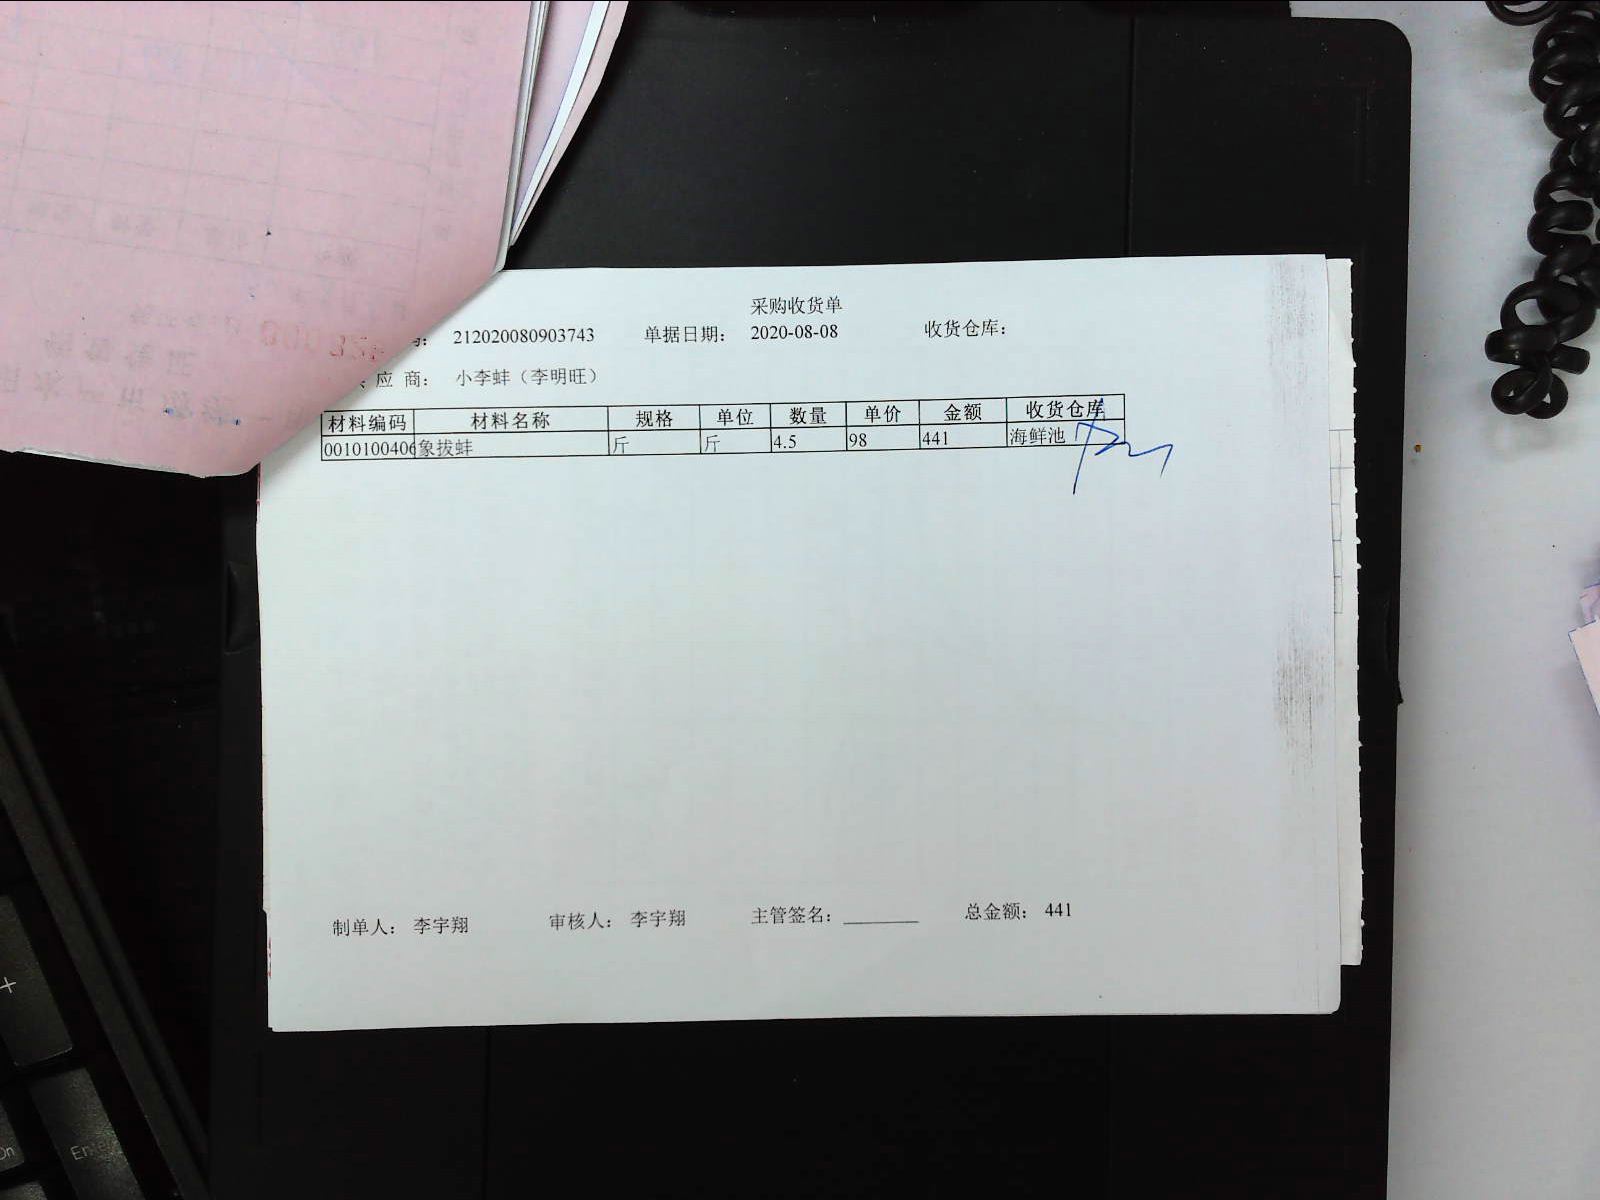 采购收货单
212020080903743 单据日期: 2020-08-08 收货仓库:
应 商: 小李蚌（李明旺）
材料编码 材料名称 规格 单位 数量 单价 金额 收货仓库
0010100406 象拔蚌 斤 斤 4.5 98 441 海鲜池
制单人: 李宇翔 审核人: 李宇翔 主管签名: ________ 总金额: 441